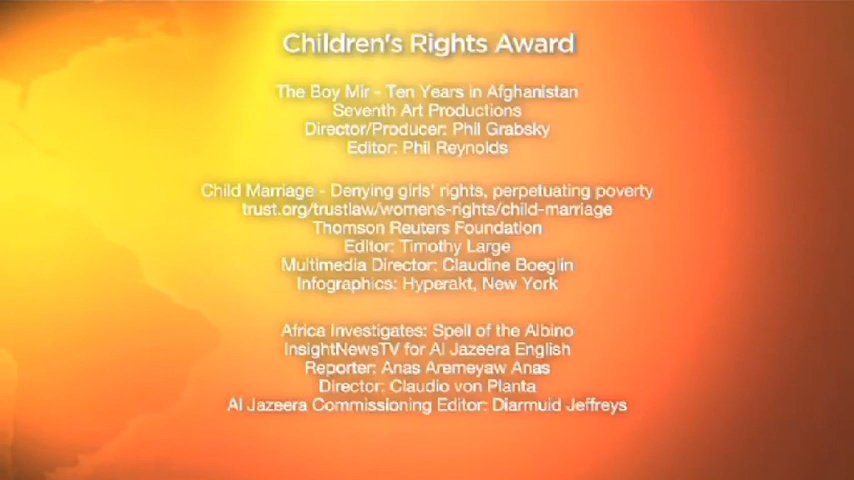 Children's Rights Award
The Boy Mir - Ten Years in Afghanistan
Seventh Art Productions
Director/Producer: Phil Grabsky
Editor: Phil Reynolds
Child Marriage - Denying girls' rights, perpetuating poverty
trust.org/trustlaw/womens-rights/child-marriage
Thomson Reuters Foundation
Editor: Timothy Large
Multimedia Director: Claudine Boeglin
Infographics: Hyperakt, New York
Africa Investigates: Spell of the Albino
InsightNewsTV for Al Jazeera English
Reporter: Anas Aremeyaw Anas
Director: Claudio von Planta
Al Jazeera Commissioning Editor: Diarmuid Jeffreys